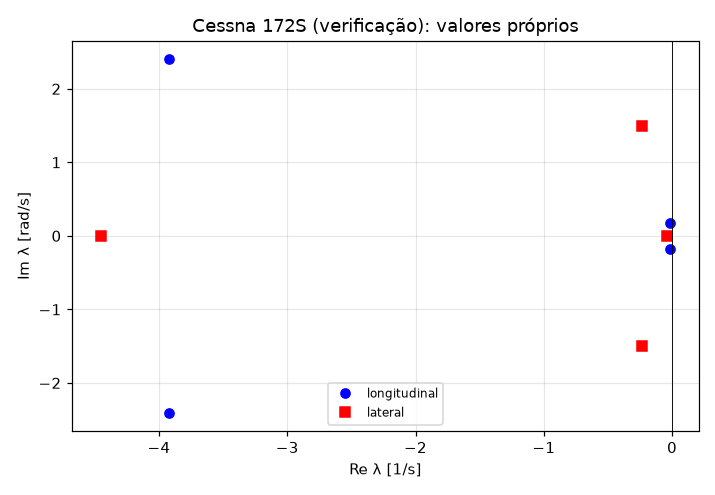 Cessna 172S (verificação): valores próprios
Im λ [rad/s]
2
1
0
−1
−2
longitudinal
lateral
−4
−3
−2
−1
0
Re λ [1/s]